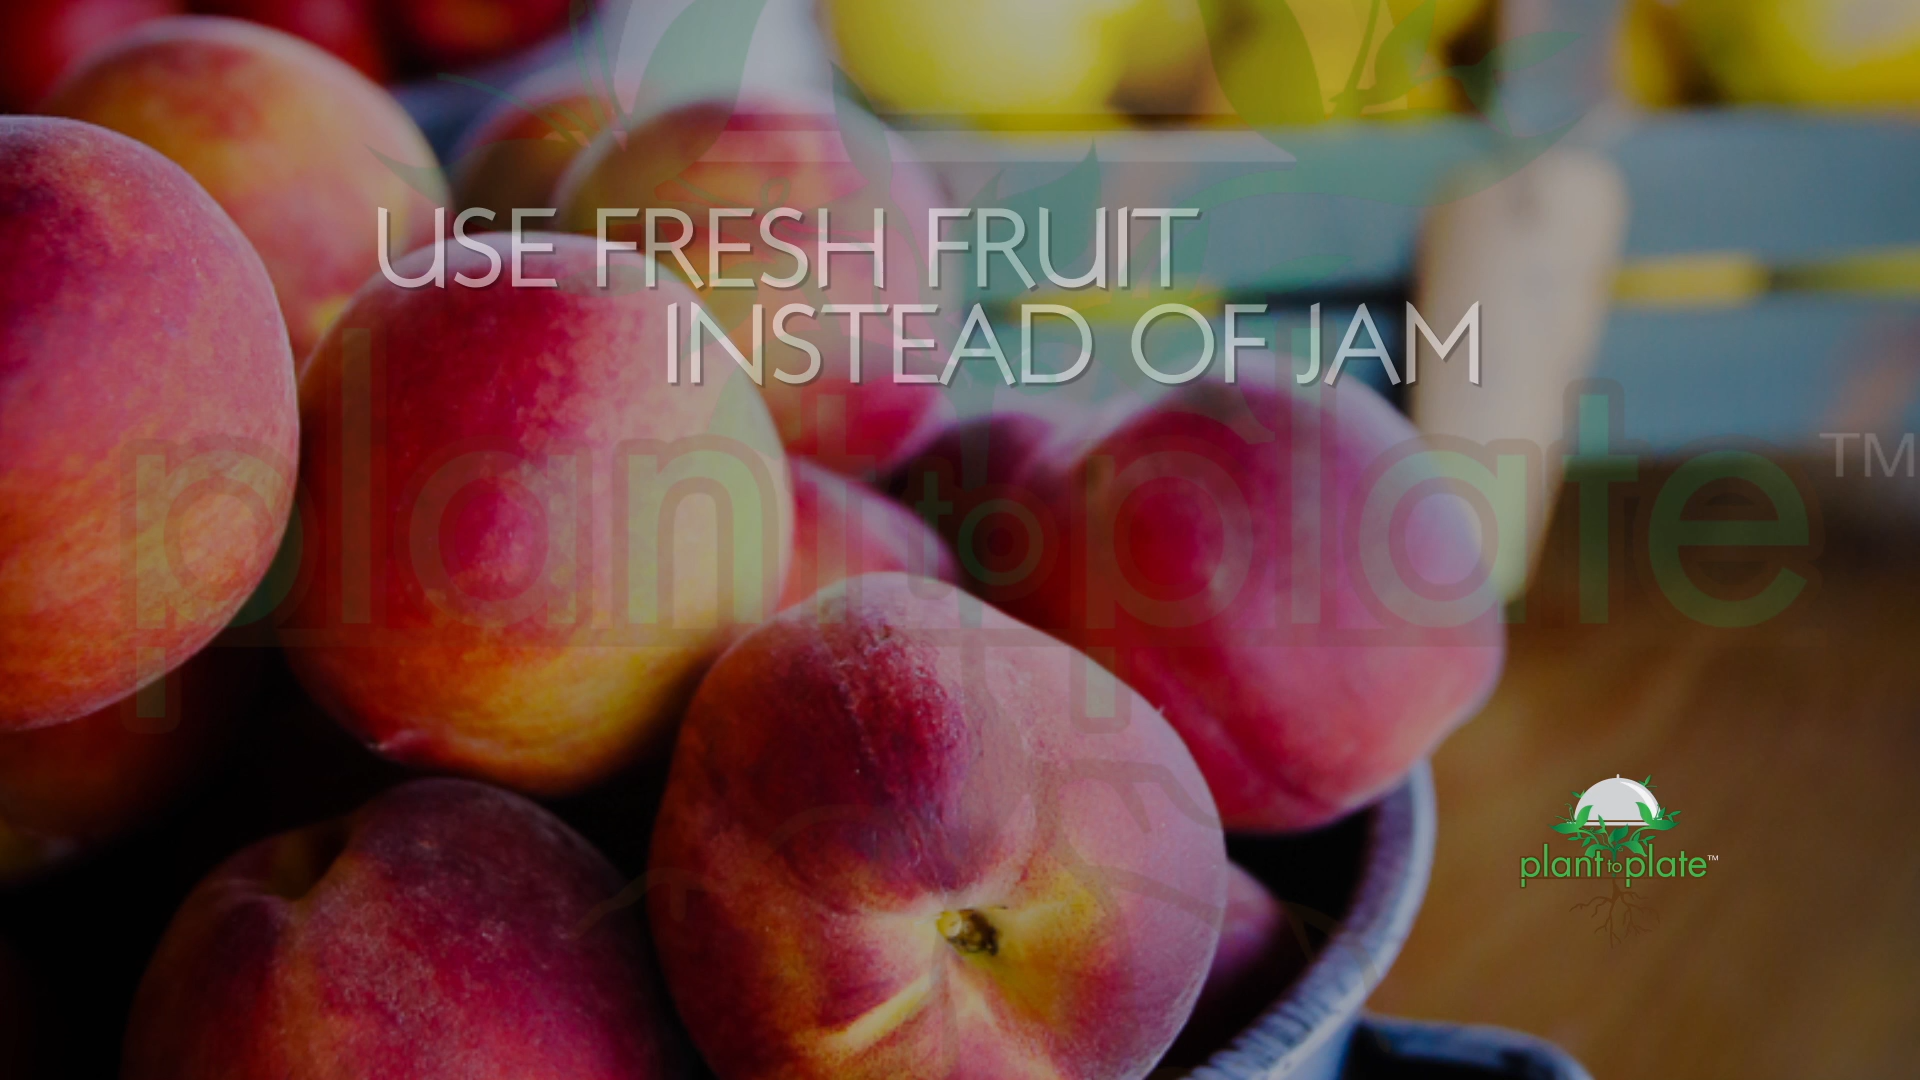 USE FRESH FRUIT
INSTEAD OF JAM
plant to plate™
plant to plate™